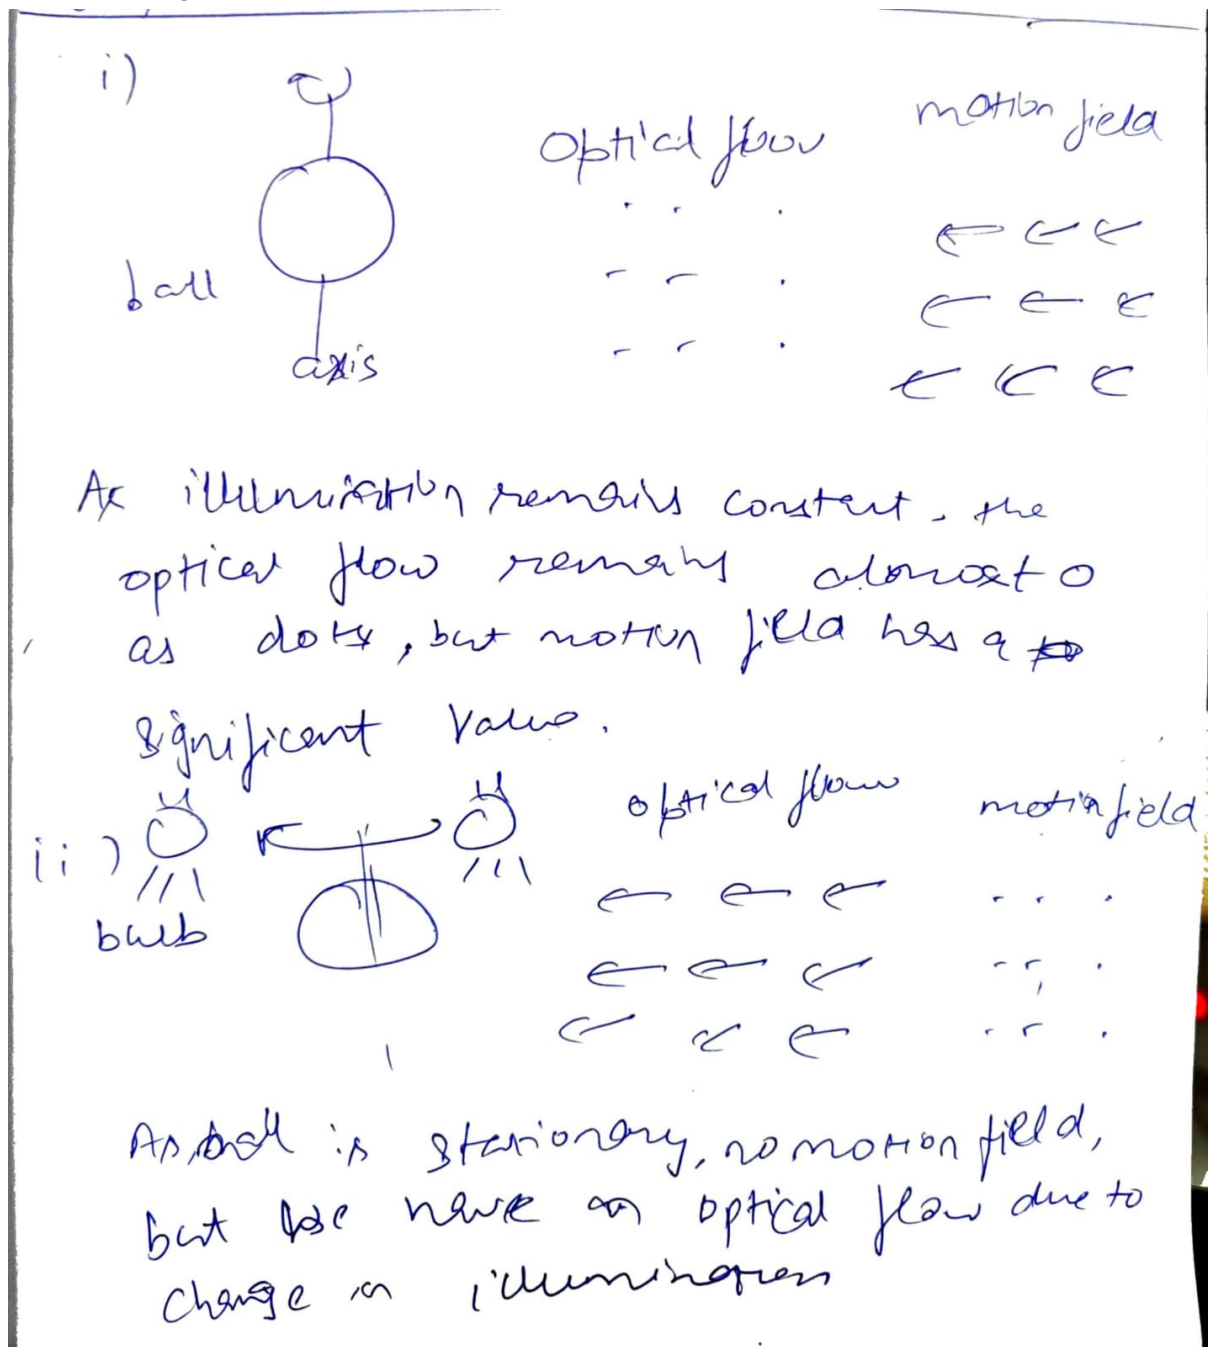 i)
Optical flow
motion field
ball
axis
As illumination remains constant, the
optical flow remains almost 0
as dots, but motion field has a
significant value.
optical flow
motion field
ii)
bulb
As ball is stationary, no motion field,
but have an optical flow due to
change in illumination